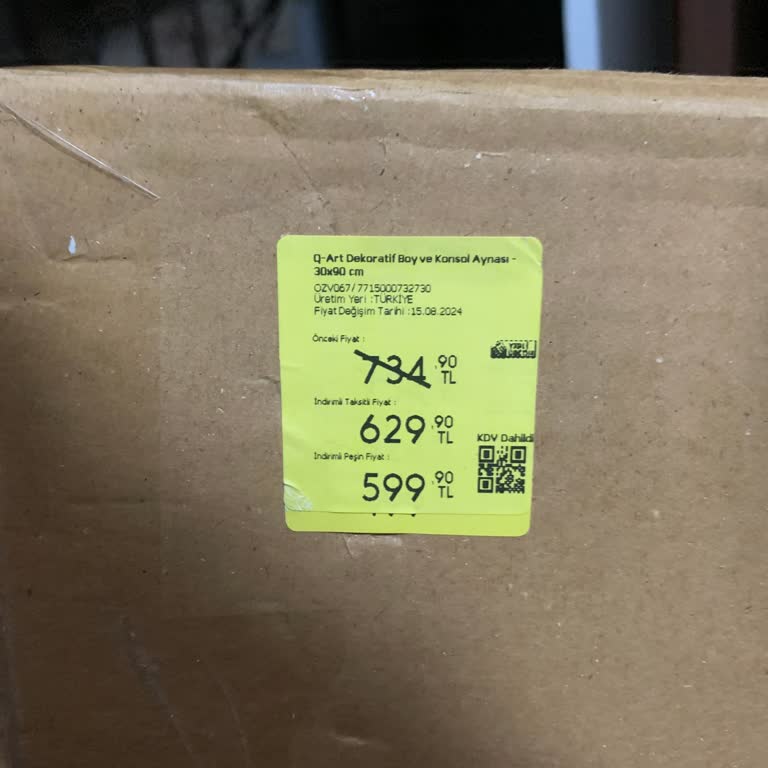 Q-Art Dekoratif Boy ve Konsol Aynası -
30x90 cm
OZV067/ 7715000732730
Üretim Yeri :TÜRKİYE
Fiyat Değişim Tarihi :15.08.2024
Önceki Fiyat :
734,90 TL
İndirimli Taksitli Fiyat :
629,90 TL
KDV Dahildi
İndirimli Peşin Fiyat :
599,90 TL